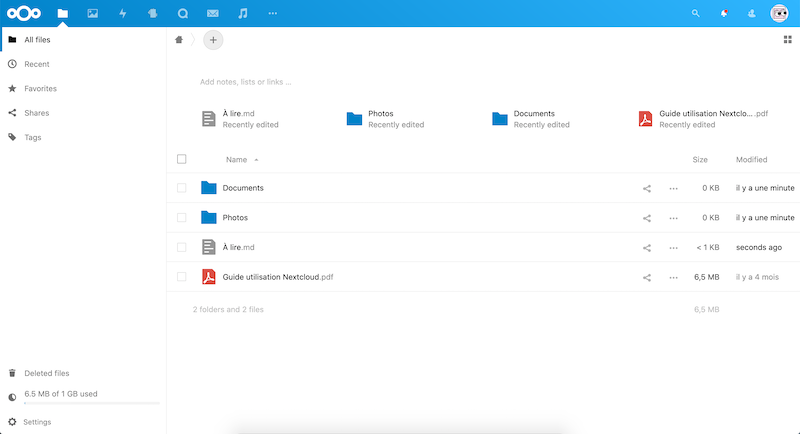 All files
Recent
Favorites
Shares
Tags
Add notes, lists or links ...
À lire.md
Recently edited
Photos
Recently edited
Documents
Recently edited
Guide utilisation Nextclou... .pdf
Recently edited
Name Size Modified
Documents 0 KB il y a une minute
Photos 0 KB il y a une minute
À lire.md < 1 KB seconds ago
Guide utilisation Nextcloud.pdf 6,5 MB il y a 4 mois
2 folders and 2 files 6,5 MB
Deleted files
6.5 MB of 1 GB used
Settings